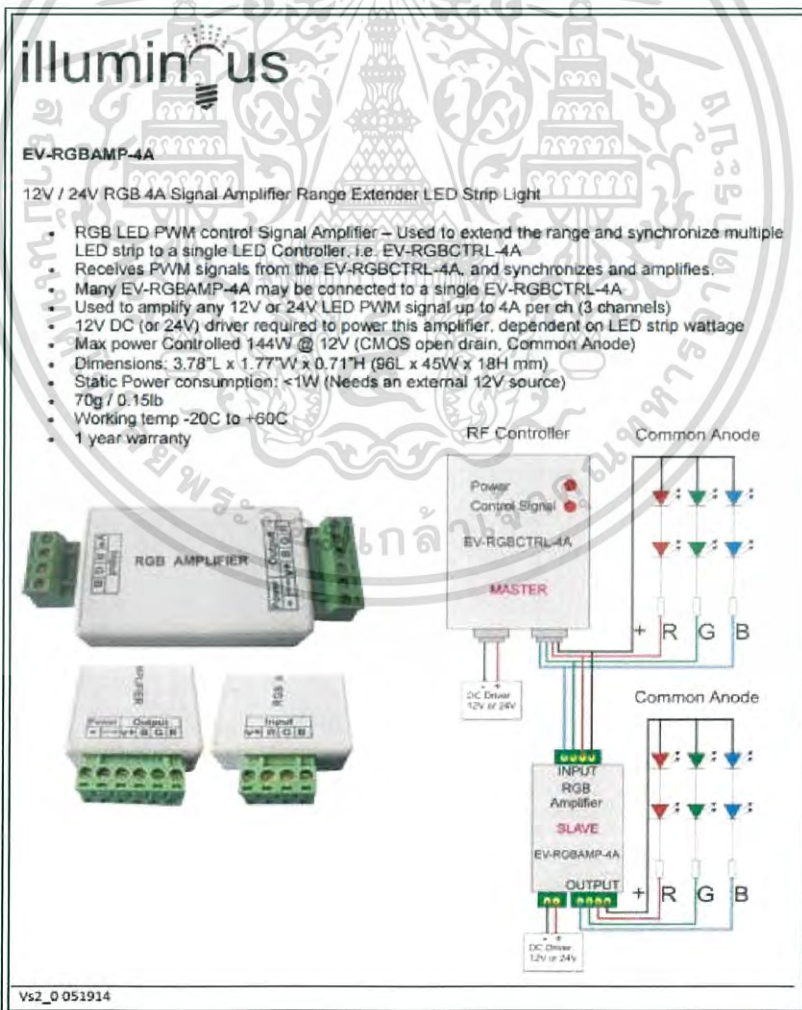 illuminous
EV-RGBAMP-4A
12V / 24V RGB 4A Signal Amplifier Range Extender LED Strip Light
• RGB LED PWM control Signal Amplifier – Used to extend the range and synchronize multiple
LED strip to a single LED Controller, i.e. EV-RGBCTRL-4A
• Receives PWM signals from the EV-RGBCTRL-4A, and synchronizes and amplifies.
• Many EV-RGBAMP-4A may be connected to a single EV-RGBCTRL-4A
• Used to amplify any 12V or 24V LED PWM signal up to 4A per ch (3 channels)
• 12V DC (or 24V) driver required to power this amplifier, dependent on LED strip wattage
• Max power Controlled 144W @ 12V (CMOS open drain, Common Anode)
• Dimensions: 3.78"L x 1.77"W x 0.71"H (96L x 45W x 18H mm)
• Static Power consumption: <1W (Needs an external 12V source)
• 70g / 0.15lb
• Working temp -20C to +60C
• 1 year warranty
RF Controller
Common Anode
Power
Control Signal
EV-RGBCTRL-4A
MASTER
+ R G B
DC Driver
12V or 24V
Input
V+ R G B
RGB AMPLIFIER
Power Output
+ - V+ B G R
Power Output
+ - V+ B G R
Input
V+ R G B
Common Anode
INPUT
RGB
Amplifier
SLAVE
EV-RGBAMP-4A
OUTPUT
+ R G B
- +
DC Driver
12V or 24V
Vs2_0 051914